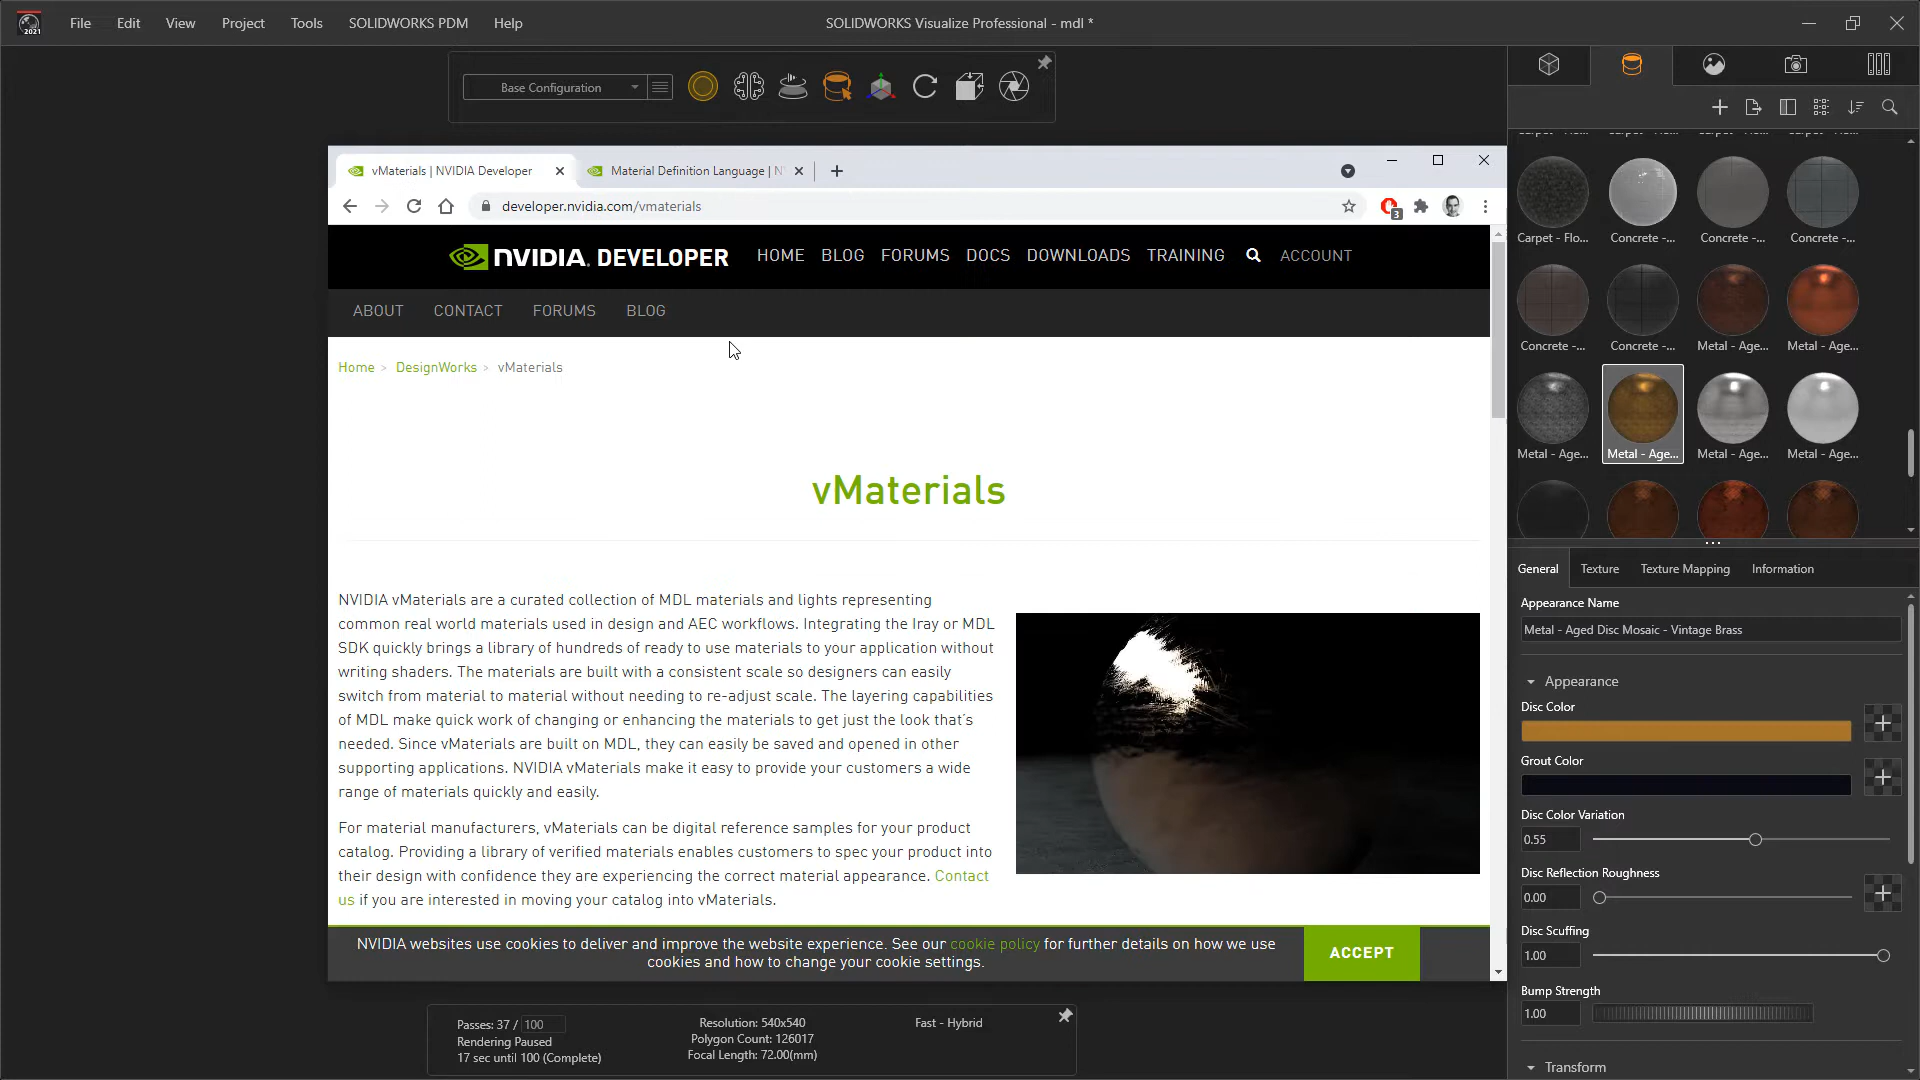 File Edit View Project Tools SOLIDWORKS PDM Help
SOLIDWORKS Visualize Professional - mdl *
2021
Base Configuration
vMaterials | NVIDIA Developer
Material Definition Language | N
developer.nvidia.com/vmaterials
3
NVIDIA. DEVELOPER HOME BLOG FORUMS DOCS DOWNLOADS TRAINING ACCOUNT
ABOUT CONTACT FORUMS BLOG
Home > DesignWorks > vMaterials
vMaterials
NVIDIA vMaterials are a curated collection of MDL materials and lights representing
common real world materials used in design and AEC workflows. Integrating the Iray or MDL
SDK quickly brings a library of hundreds of ready to use materials to your application without
writing shaders. The materials are built with a consistent scale so designers can easily
switch from material to material without needing to re-adjust scale. The layering capabilities
of MDL make quick work of changing or enhancing the materials to get just the look that's
needed. Since vMaterials are built on MDL, they can easily be saved and opened in other
supporting applications. NVIDIA vMaterials make it easy to provide your customers a wide
range of materials quickly and easily.
For material manufacturers, vMaterials can be digital reference samples for your product
catalog. Providing a library of verified materials enables customers to spec your product into
their design with confidence they are experiencing the correct material appearance. Contact
us if you are interested in moving your catalog into vMaterials.
NVIDIA websites use cookies to deliver and improve the website experience. See our cookie policy for further details on how we use
cookies and how to change your cookie settings.
ACCEPT
Passes: 37 / 100
Rendering Paused
17 sec until 100 (Complete)
Resolution: 540x540
Polygon Count: 126017
Focal Length: 72.00(mm)
Fast - Hybrid
Carpet - Flo... Concrete -... Concrete -... Concrete -...
Concrete -... Concrete -... Metal - Age... Metal - Age...
Metal - Age... Metal - Age... Metal - Age... Metal - Age...
General Texture Texture Mapping Information
Appearance Name
Metal - Aged Disc Mosaic - Vintage Brass
Appearance
Disc Color
Grout Color
Disc Color Variation
0.55
Disc Reflection Roughness
0.00
Disc Scuffing
1.00
Bump Strength
1.00
Transform